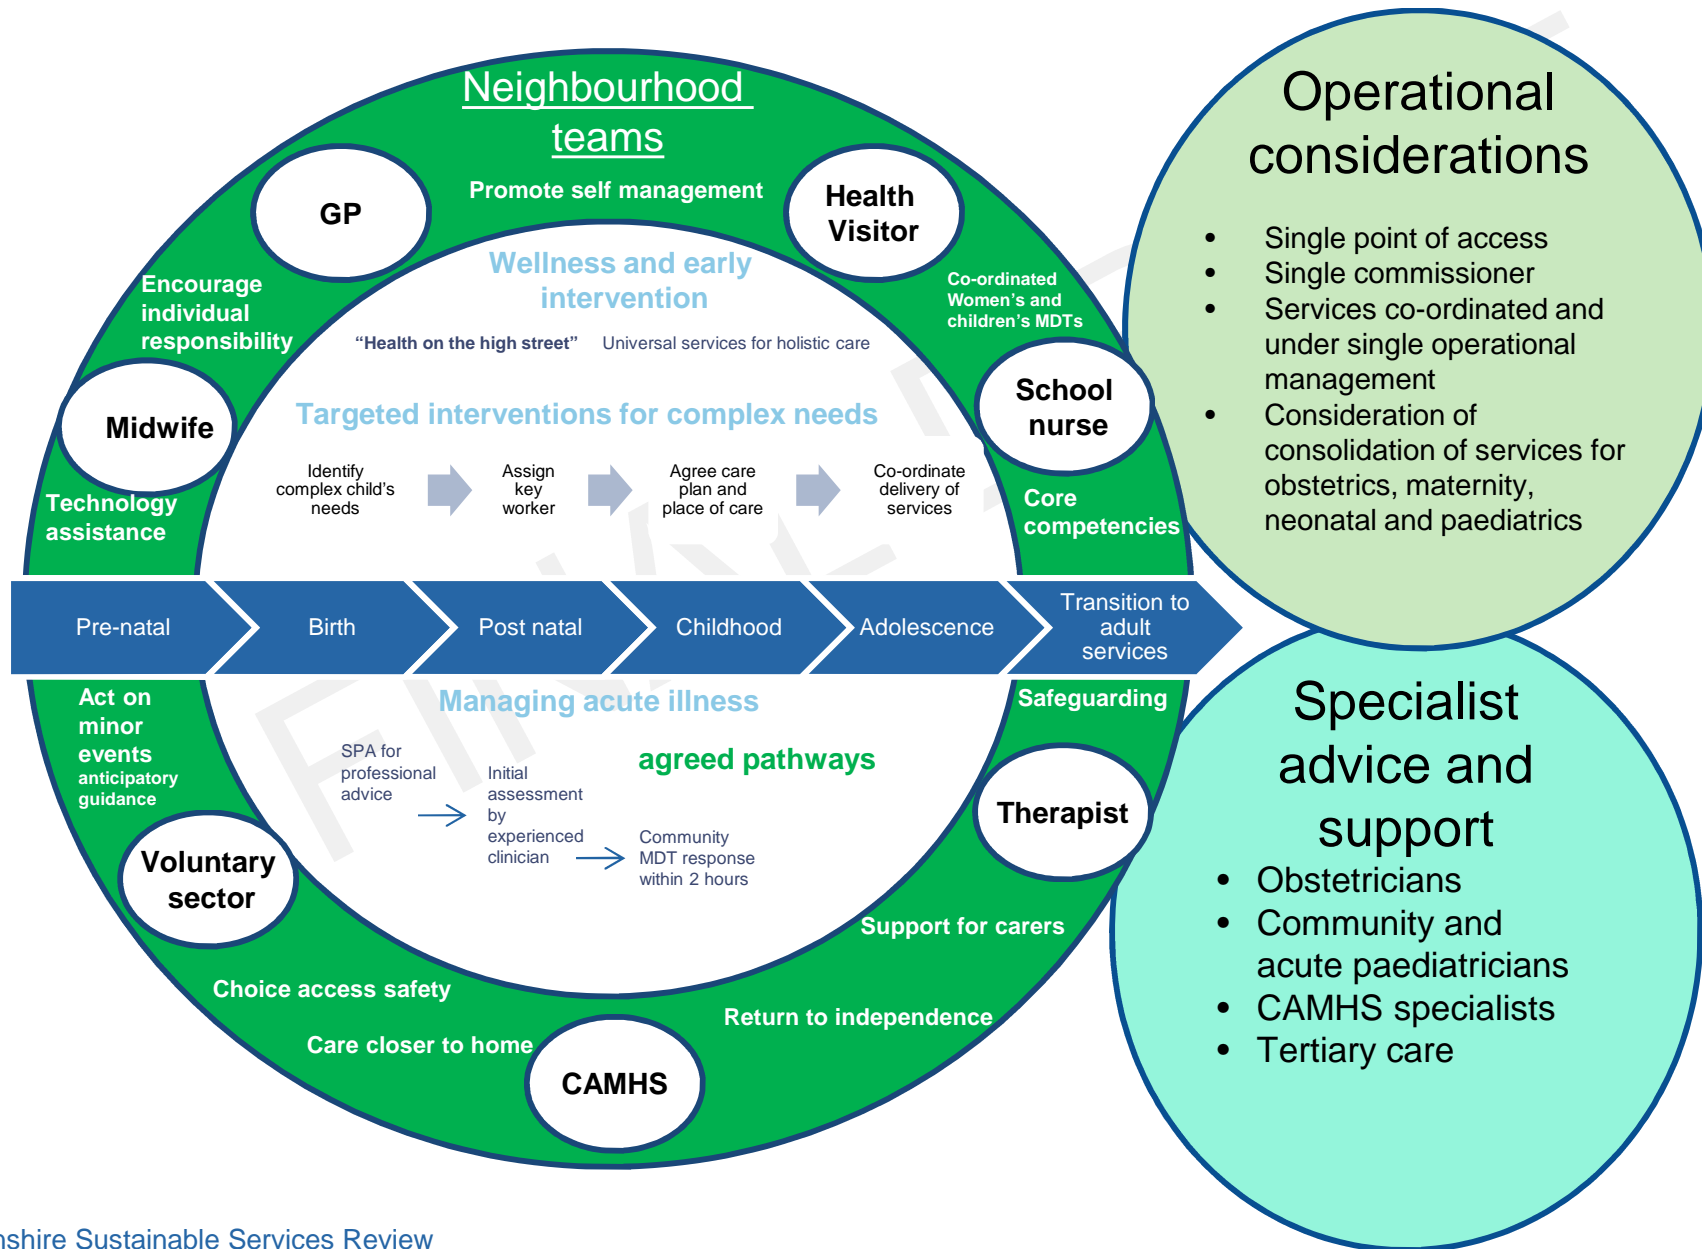 Neighbourhood
teams
Promote self management
GP
Health
Visitor
Encourage
individual
responsibility
Co-ordinated
Women's and
children's MDTs
Midwife
School
nurse
Technology
assistance
Core
competencies
Wellness and early
intervention
“Health on the high street” Universal services for holistic care
Targeted interventions for complex needs
Identify
complex child's
needs
Assign
key
worker
Agree care
plan and
place of care
Co-ordinate
delivery of
services
Pre-natal
Birth
Post natal
Childhood
Adolescence
Transition to
adult
services
Managing acute illness
agreed pathways
SPA for
professional
advice
Initial
assessment
by
experienced
clinician
Community
MDT response
within 2 hours
Act on
minor
events
anticipatory
guidance
Safeguarding
Voluntary
sector
Therapist
Support for carers
Choice access safety
Return to independence
Care closer to home
CAMHS
Operational
considerations
• Single point of access
• Single commissioner
• Services co-ordinated and
under single operational
management
• Consideration of
consolidation of services for
obstetrics, maternity,
neonatal and paediatrics
Specialist
advice and
support
• Obstetricians
• Community and
acute paediatricians
• CAMHS specialists
• Tertiary care
Sustainable Services Review